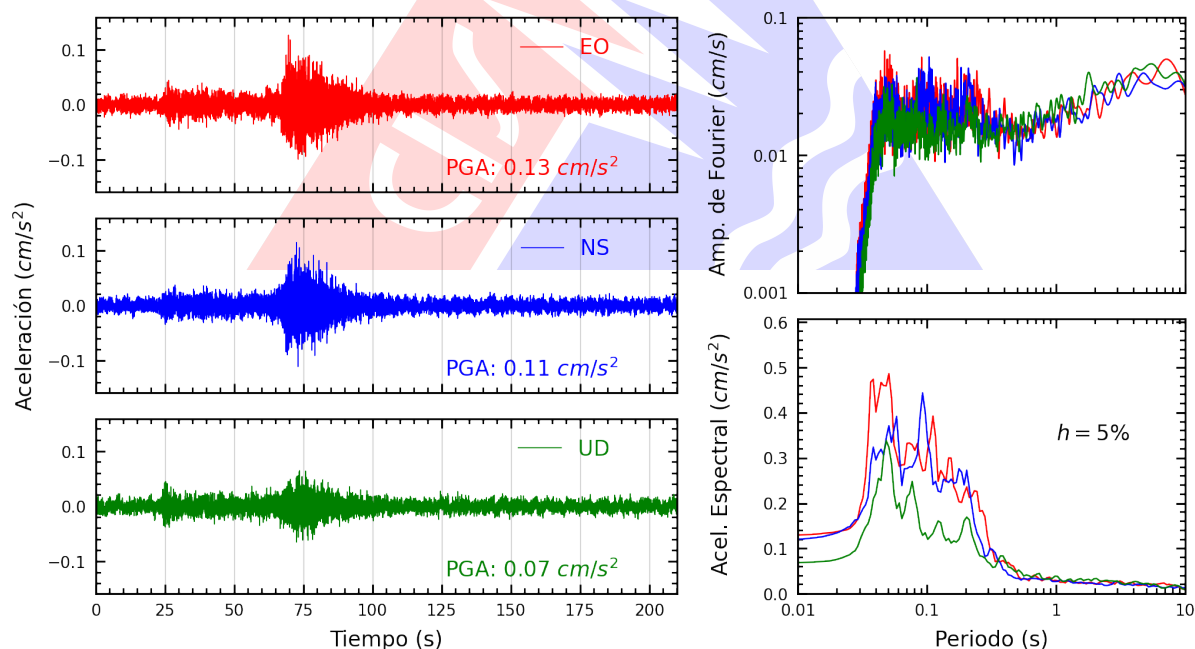 Aceleración (cm/s²)
0.1
0.0
−0.1
EO
PGA: 0.13 cm/s²
0.1
0.0
−0.1
NS
PGA: 0.11 cm/s²
0.1
0.0
−0.1
UD
PGA: 0.07 cm/s²
0 25 50 75 100 125 150 175 200
Tiempo (s)
Amp. de Fourier (cm/s)
0.1
0.01
0.001
Acel. Espectral (cm/s²)
0.6
0.5
0.4
0.3
0.2
0.1
0.0
h = 5%
0.01 0.1 1 10
Periodo (s)